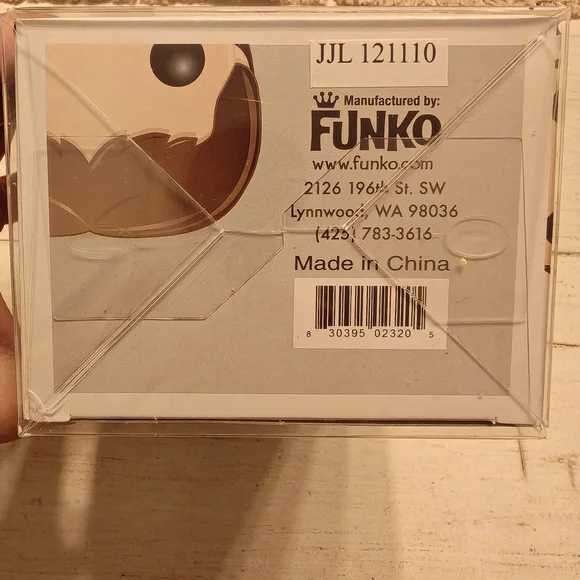 JJL 121110
Manufactured by:
FUNKO
www.funko.com
2126 196th St. SW
Lynnwood, WA 98036
(425) 783-3616
Made in China
8 30395 02320 5